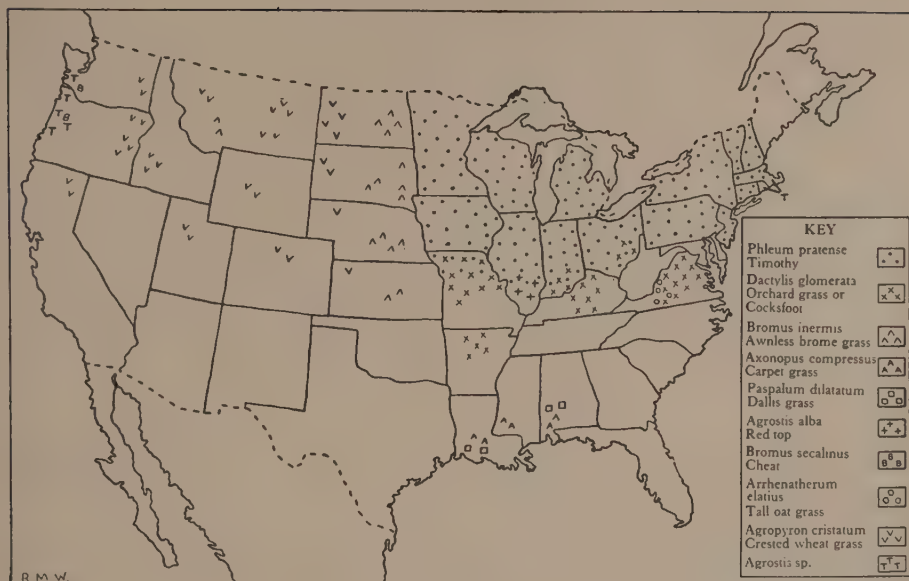 KEY
Phleum pratense
Timothy
Dactylis glomerata
Orchard grass or
Cocksfoot
Bromus inermis
Awnless brome grass
Axonopus compressus
Carpet grass
Paspalum dilatatum
Dallis grass
Agrostis alba
Red top
Bromus secalinus
Cheat
Arrhenatherum
elatius
Tall oat grass
Agropyron cristatum
Crested wheat grass
Agrostis sp.
R.M.W.